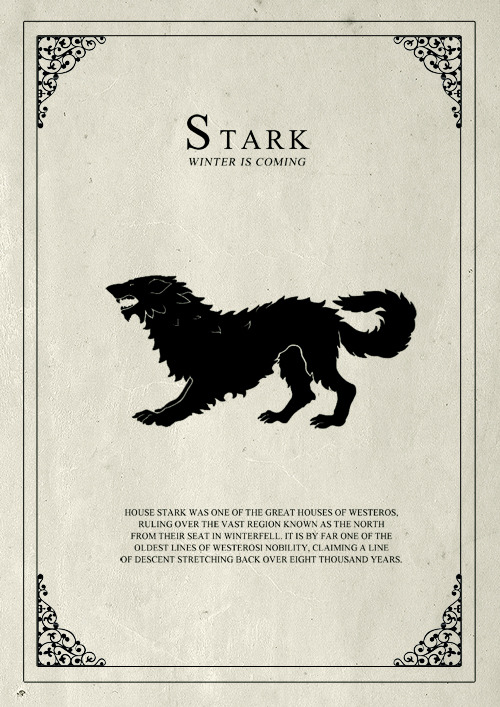 STARK
WINTER IS COMING
HOUSE STARK WAS ONE OF THE GREAT HOUSES OF WESTEROS,
RULING OVER THE VAST REGION KNOWN AS THE NORTH
FROM THEIR SEAT IN WINTERFELL. IT IS BY FAR ONE OF THE
OLDEST LINES OF WESTEROSI NOBILITY, CLAIMING A LINE
OF DESCENT STRETCHING BACK OVER EIGHT THOUSAND YEARS.